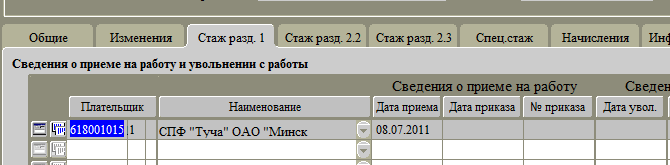 Общие Изменения Стаж разд. 1 Стаж разд. 2.2 Стаж разд. 2.3 Спец.стаж Начисления Инф
Сведения о приеме на работу и увольнении с работы
Сведения о приеме на работу Сведен
Плательщик Наименование Дата приема Дата приказа № приказа Дата увол.
618001015 1 СПФ "Туча" ОАО "Минск 08.07.2011